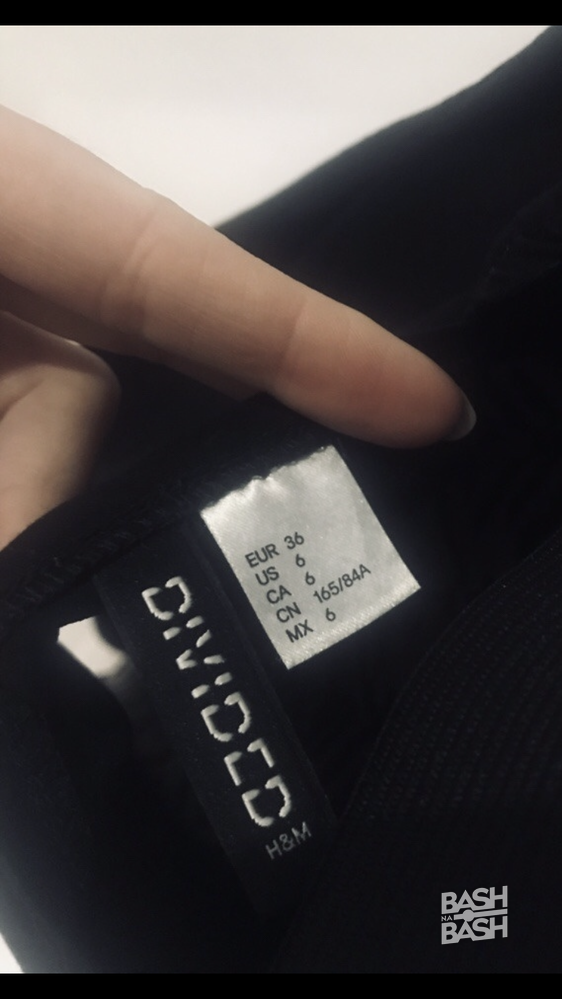 EUR 36
US 6
CA 6
CN 165/84A
MX 6
DIVIDED
H&M
BASH
NA
BASH